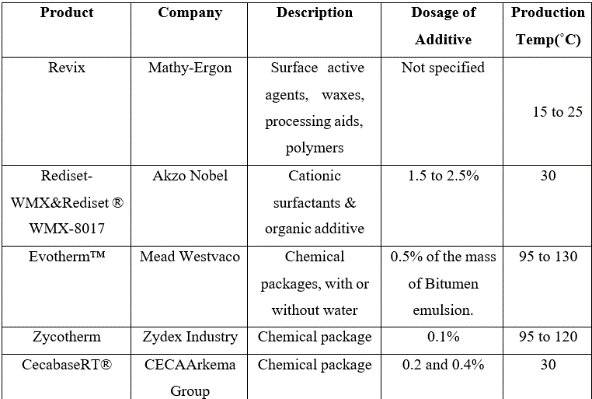 Product Company Description Dosage of Additive Production Temp(˚C)
Revix Mathy-Ergon Surface active agents, waxes, processing aids, polymers Not specified 15 to 25
Rediset-WMX&Rediset ® WMX-8017 Akzo Nobel Cationic surfactants & organic additive 1.5 to 2.5% 30
Evotherm™ Mead Westvaco Chemical packages, with or without water 0.5% of the mass of Bitumen emulsion. 95 to 130
Zycotherm Zydex Industry Chemical package 0.1% 95 to 120
CecabaseRT® CECAArkema Group Chemical package 0.2 and 0.4% 30